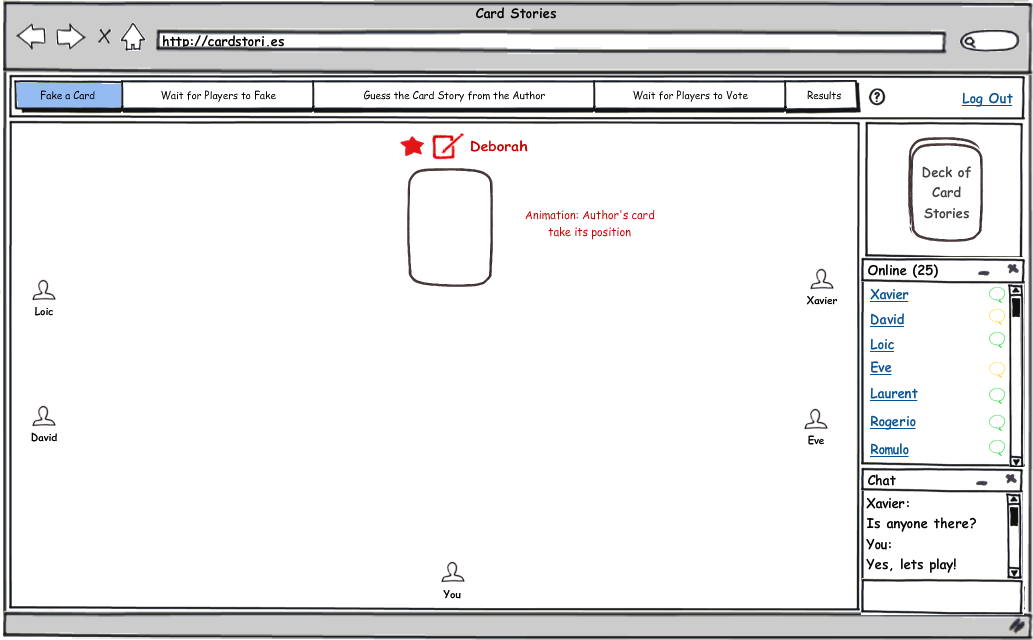 Card Stories
http://cardstori.es
Fake a Card
Wait for Players to Fake
Guess the Card Story from the Author
Wait for Players to Vote
Results
?
Log Out
Deborah
Animation: Author's card
take its position
Loic
Xavier
David
Eve
You
Deck of
Card
Stories
Online (25)
Xavier
David
Loic
Eve
Laurent
Rogerio
Romulo
Chat
Xavier:
Is anyone there?
You:
Yes, lets play!